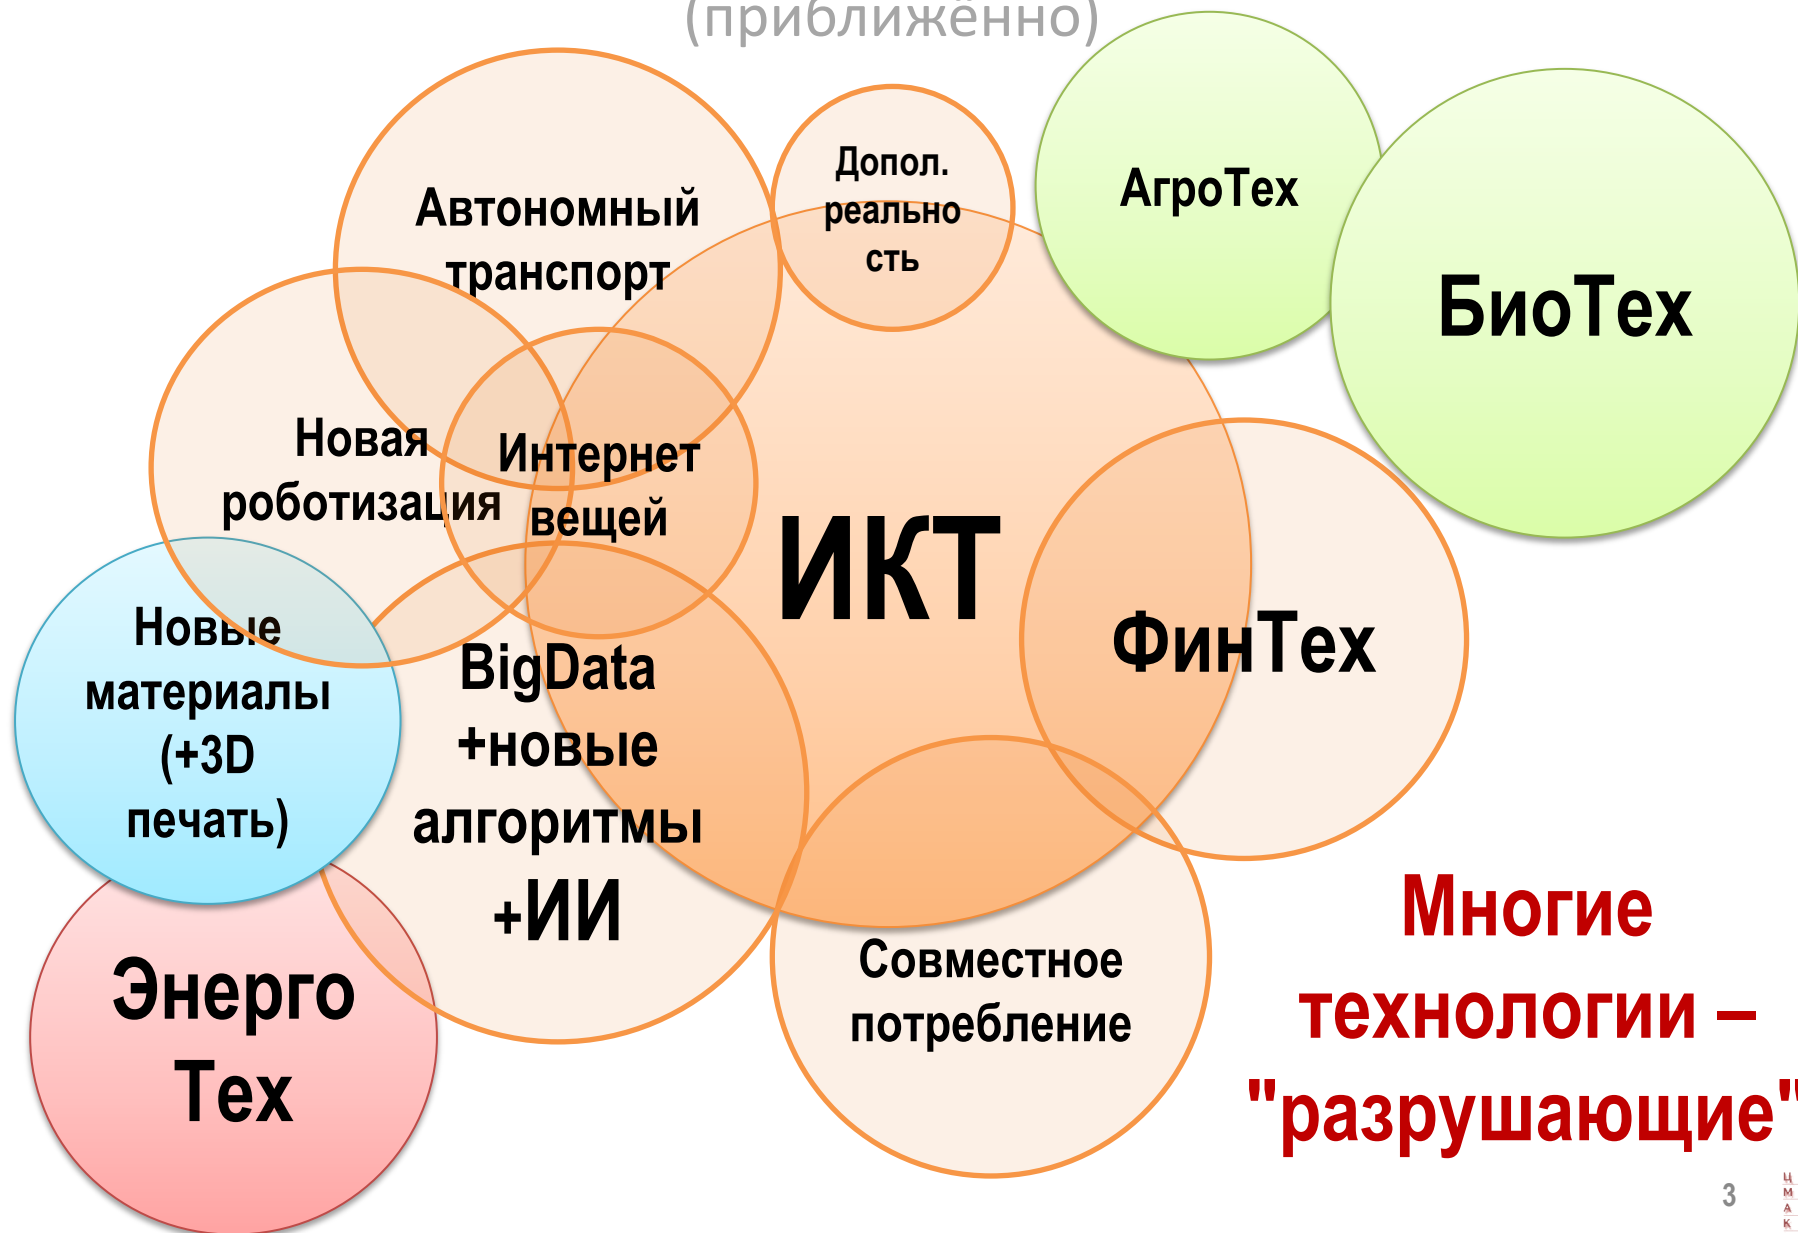 (приближённо)
Допол.
реально
сть
АгроТех
Автономный
транспорт
БиоТех
Новая
роботизация
Интернет
вещей
ИКТ
ФинТех
Новые
материалы
(+3D
печать)
BigData
+новые
алгоритмы
+ИИ
Совместное
потребление
Энерго
Тех
Многие
технологии –
"разрушающие"
3
Ц
М
А
К